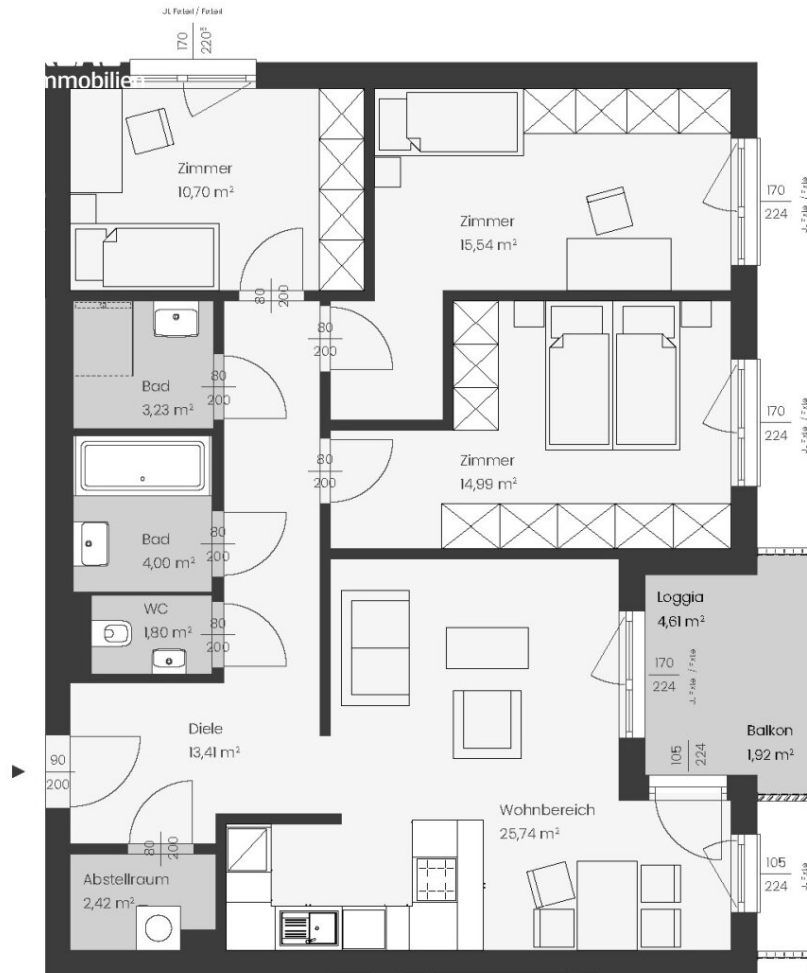 170
220
mmobilien
Zimmer
10,70 m²
Zimmer
15,54 m²
170
224
80
200
80
200
Bad
3,23 m²
80
200
170
224
80
200
Zimmer
14,99 m²
Bad
4,00 m²
80
200
WC
1,80 m²
80
200
Loggia
4,61 m²
170
224
Diele
13,41 m²
Balkon
1,92 m²
105
224
90
200
Wohnbereich
25,74 m²
80
200
Abstellraum
2,42 m²
105
224